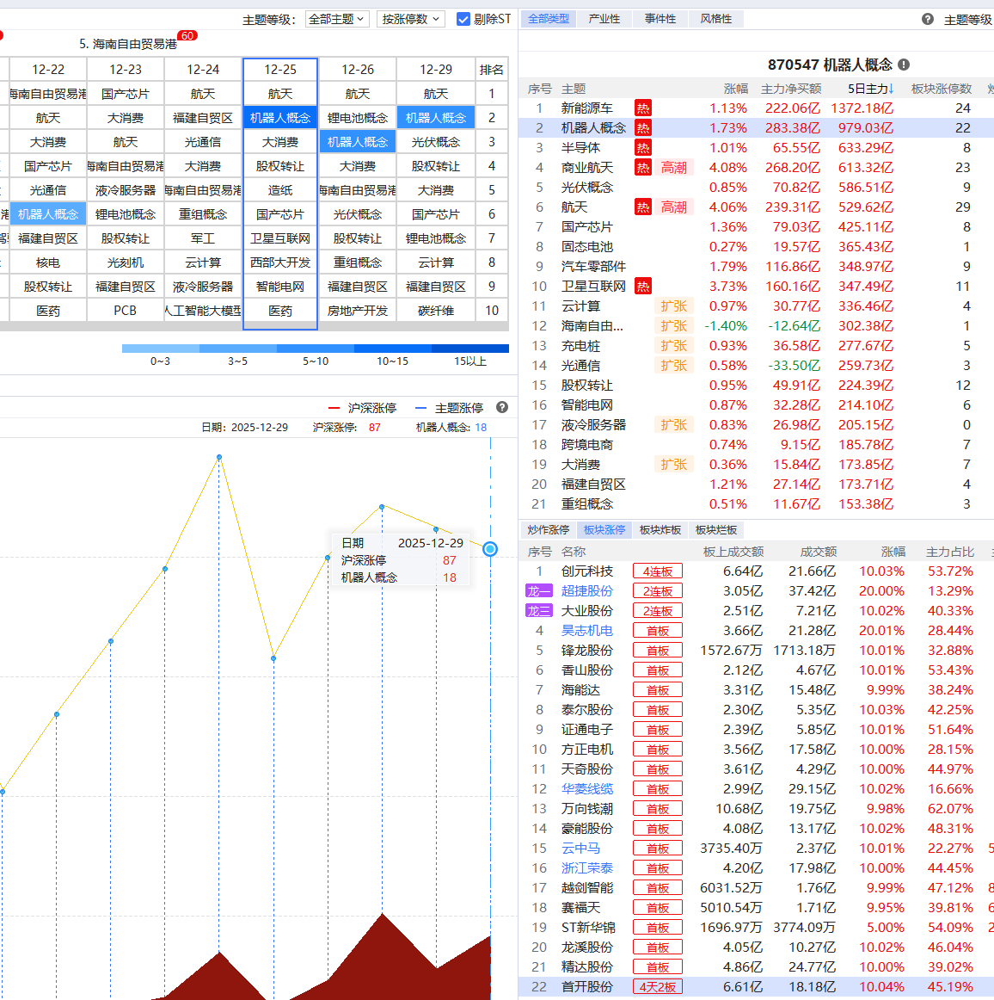 主题等级: 全部主题 按涨停数 剔除ST
5. 海南自由贸易港 60
12-22 12-23 12-24 12-25 12-26 12-29 排名
海南自由贸易港 国产芯片 航天 航天 航天 航天 1
航天 大消费 福建自贸区 机器人概念 锂电池概念 机器人概念 2
大消费 航天 光通信 大消费 机器人概念 光伏概念 3
国产芯片 海南自由贸易港 大消费 股权转让 大消费 股权转让 4
光通信 液冷服务器 海南自由贸易港 造纸 海南自由贸易港 大消费 5
港 机器人概念 锂电池概念 重组概念 国产芯片 光伏概念 国产芯片 6
驾驶 福建自贸区 股权转让 军工 卫星互联网 股权转让 锂电池概念 7
核电 光刻机 云计算 西部大开发 重组概念 云计算 8
股权转让 福建自贸区 液冷服务器 智能电网 福建自贸区 福建自贸区 9
医药 PCB 人工智能大模型 医药 房地产开发 碳纤维 10
0~3 3~5 5~10 10~15 15以上
沪深涨停 主题涨停 ?
日期: 2025-12-29 沪深涨停: 87 机器人概念: 18
日期 2025-12-29
沪深涨停 87
机器人概念 18
全部类型 产业性 事件性 风格性 ? 主题等级
870547 机器人概念
序号 主题 涨幅 主力净买额 5日主力↓ 板块涨停数
1 新能源车 热 1.13% 222.06亿 1372.18亿 24
2 机器人概念 热 1.73% 283.38亿 979.03亿 22
3 半导体 热 1.01% 65.55亿 633.29亿 8
4 商业航天 热 高潮 4.08% 268.20亿 613.32亿 23
5 光伏概念 0.85% 70.82亿 586.51亿 9
6 航天 热 高潮 4.06% 239.31亿 529.62亿 29
7 国产芯片 1.36% 79.03亿 425.11亿 8
8 固态电池 0.27% 19.57亿 365.43亿 1
9 汽车零部件 1.79% 116.86亿 348.97亿 9
10 卫星互联网 热 3.73% 160.16亿 347.49亿 11
11 云计算 扩张 0.97% 30.77亿 336.46亿 4
12 海南自由... 扩张 -1.40% -12.64亿 302.38亿 1
13 充电桩 扩张 0.93% 36.58亿 277.67亿 5
14 光通信 扩张 0.58% -33.50亿 259.73亿 3
15 股权转让 0.95% 49.91亿 224.39亿 12
16 智能电网 0.87% 32.28亿 214.10亿 6
17 液冷服务器 扩张 0.83% 26.98亿 205.15亿 0
18 跨境电商 0.74% 9.15亿 185.78亿 7
19 大消费 扩张 0.36% 15.84亿 173.85亿 7
20 福建自贸区 1.21% 27.14亿 173.71亿 4
21 重组概念 0.51% 11.67亿 153.38亿 3
炒作涨停 板块涨停 板块炸板 板块烂板
序号 名称 板上成交额 成交额 涨幅 主力占比
1 创元科技 4连板 6.64亿 21.66亿 10.03% 53.72%
龙一 超捷股份 2连板 3.05亿 37.42亿 20.00% 13.29%
龙三 大业股份 2连板 2.51亿 7.21亿 10.02% 40.33%
4 昊志机电 首板 3.66亿 21.28亿 20.01% 28.44%
5 锋龙股份 首板 1572.67万 1713.18万 10.01% 32.88%
6 香山股份 首板 2.12亿 4.67亿 10.01% 53.43%
7 海能达 首板 3.31亿 15.48亿 9.99% 38.24%
8 泰尔股份 首板 2.30亿 5.35亿 10.03% 42.25%
9 证通电子 首板 2.39亿 5.85亿 10.01% 51.64%
10 方正电机 首板 3.56亿 17.58亿 10.00% 28.15%
11 天奇股份 首板 3.61亿 4.29亿 10.00% 44.97%
12 华菱线缆 首板 2.99亿 29.15亿 10.02% 16.66%
13 万向钱潮 首板 10.68亿 19.75亿 9.98% 62.07%
14 豪能股份 首板 4.08亿 13.17亿 10.02% 48.31%
15 云中马 首板 3735.40万 2.37亿 10.01% 22.27% 5
16 浙江荣泰 首板 4.20亿 17.98亿 10.00% 44.45%
17 越剑智能 首板 6031.52万 1.76亿 9.99% 47.12% 8
18 赛福天 首板 5010.54万 1.71亿 9.95% 39.81% 6
19 ST新华锦 首板 1696.97万 3774.09万 5.00% 54.09% 2
20 龙溪股份 首板 4.05亿 10.27亿 10.02% 46.04%
21 精达股份 首板 4.86亿 24.77亿 10.00% 39.02%
22 首开股份 4天2板 6.61亿 18.18亿 10.04% 45.19%